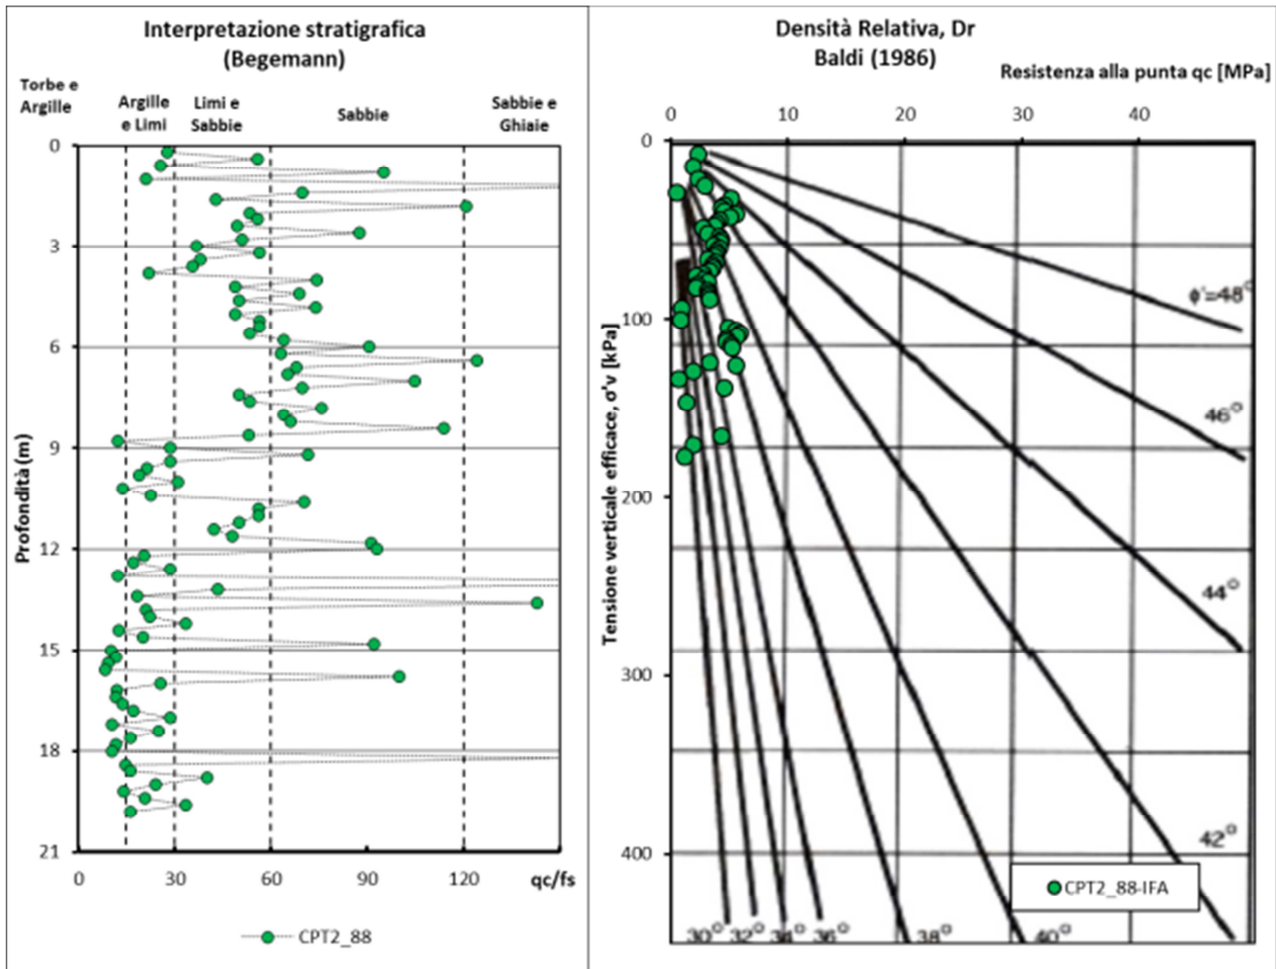 Interpretazione stratigrafica
(Begemann)
Torbe e
Argille
Argille
e Limi
Limi e
Sabbie
Sabbie
Sabbie e
Ghiaie
0
3
6
9
12
15
18
21
Profondità (m)
0
30
60
90
120
qc/fs
CPT2_88
Densità Relativa, Dr
Baldi (1986)
Resistenza alla punta qc [MPa]
0
10
20
30
40
0
100
200
300
400
Tensione verticale efficace, σ'v [kPa]
ϕ'=48°
46°
44°
42°
CPT2_88-IFA
30°
32°
34°
36°
38°
40°